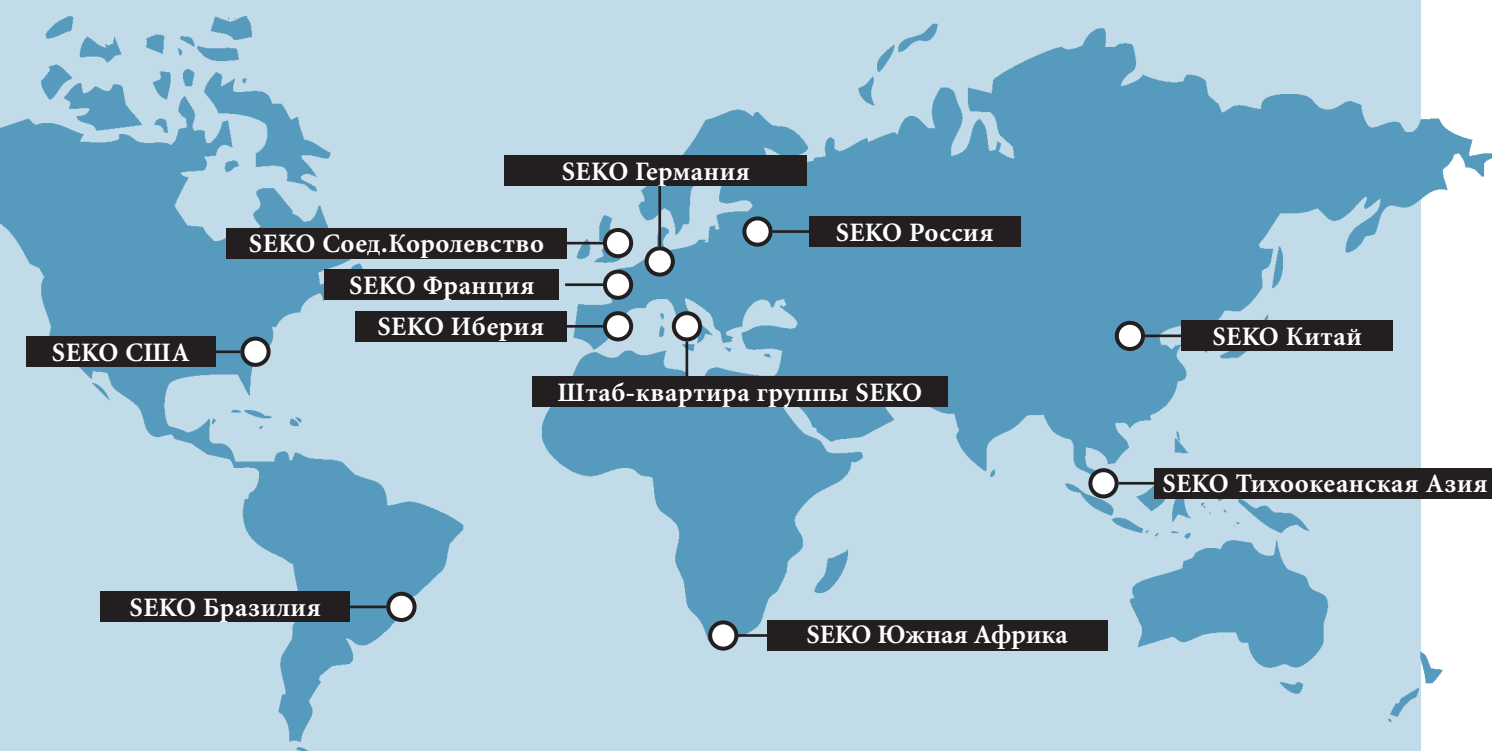 SEKO Германия
SEKO Россия
SEKO Соед.Королевство
SEKO Франция
SEKO Иберия
SEKO Китай
SEKO США
Штаб-квартира группы SEKO
SEKO Тихоокеанская Азия
SEKO Бразилия
SEKO Южная Африка